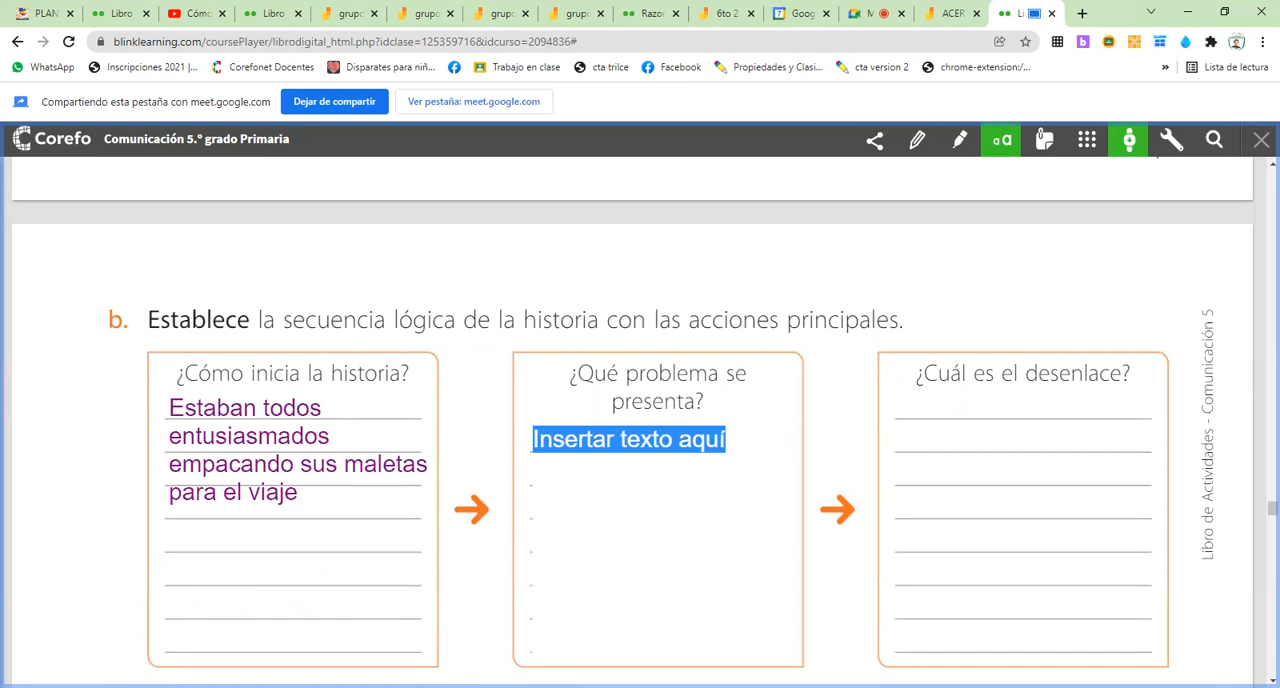 PLAN
Libro
Cómo
Libro
grupo
grupo
grupo
grupo
Razon
6to 2
Goog
M
ACER
Li
blinklearning.com/coursePlayer/librodigital_html.php?idclase=125359716&idcurso=2094836#
WhatsApp
Inscripciones 2021 |...
Corefonet Docentes
Disparates para niñ...
Trabajo en clase
cta trilce
Facebook
Propiedades y Clasi...
cta version 2
chrome-extension:/...
»
Lista de lectura
Compartiendo esta pestaña con meet.google.com
Dejar de compartir
Ver pestaña: meet.google.com
Corefo
Comunicación 5.º grado Primaria
aA
b. Establece la secuencia lógica de la historia con las acciones principales.
¿Cómo inicia la historia?
Estaban todos
entusiasmados
empacando sus maletas
para el viaje
¿Qué problema se
presenta?
Insertar texto aquí
¿Cuál es el desenlace?
Libro de Actividades - Comunicación 5